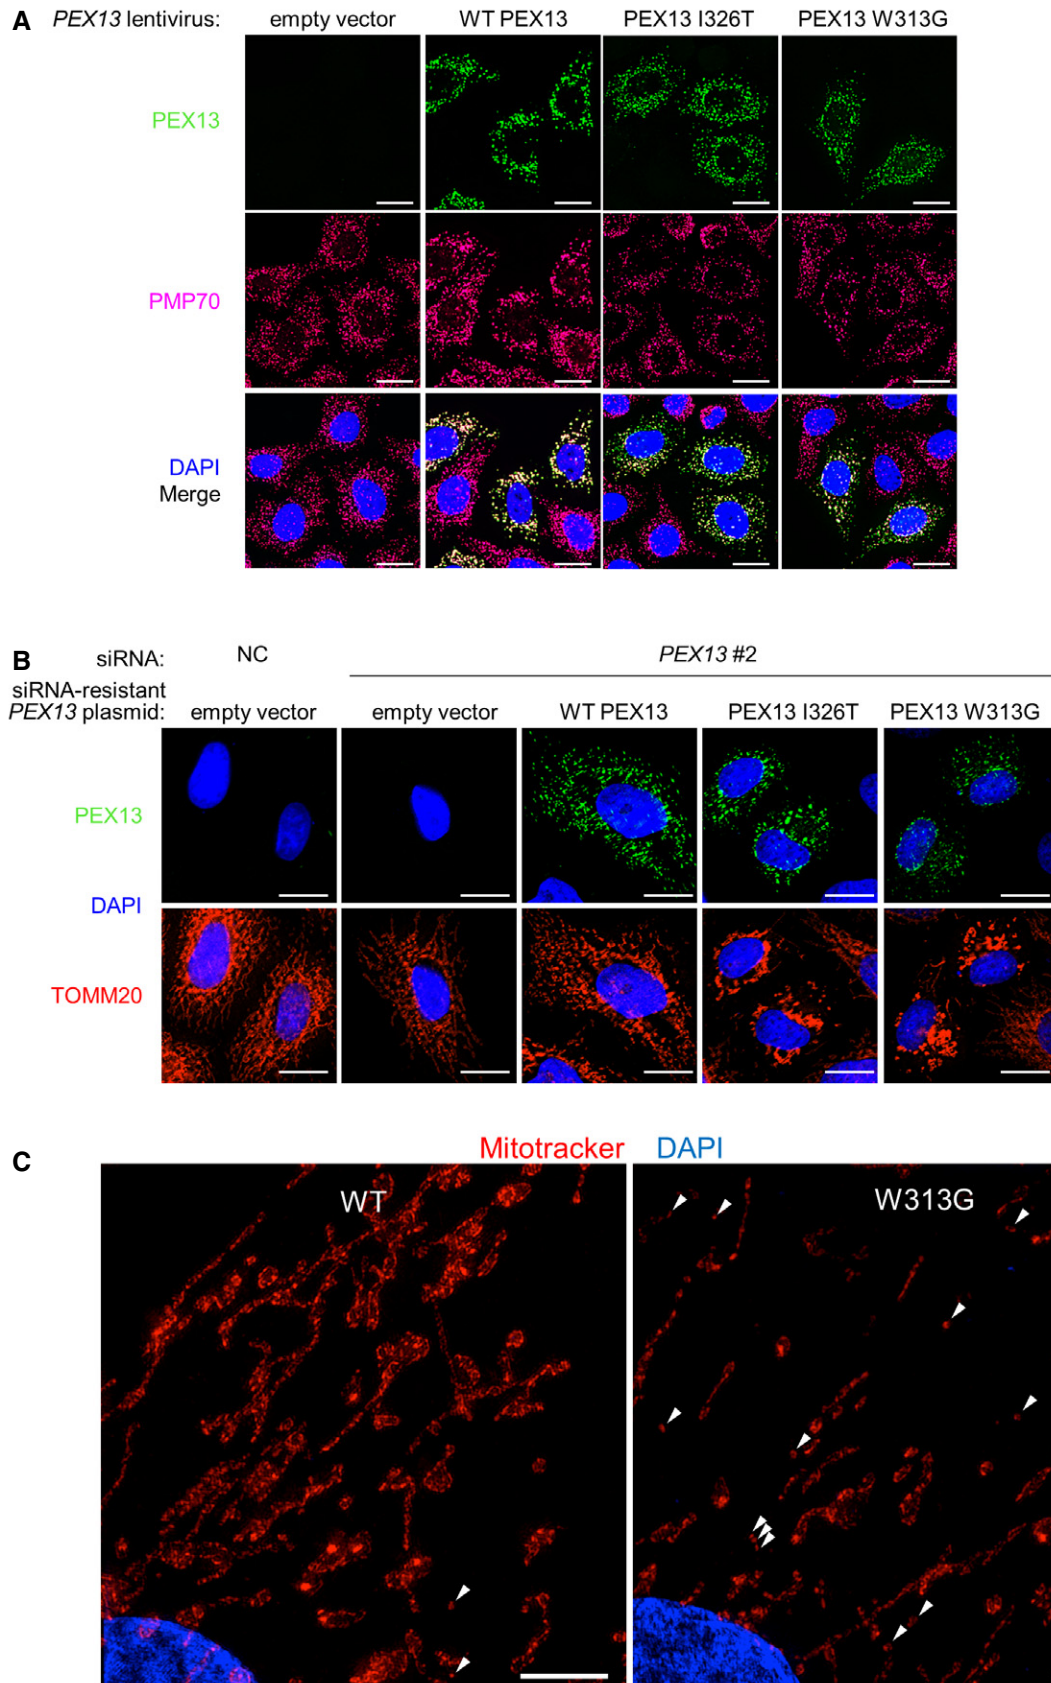 A PEX13 lentivirus: empty vector WT PEX13 PEX13 I326T PEX13 W313G
PEX13
PMP70
DAPI
Merge
B siRNA: NC PEX13 #2
siRNA-resistant
PEX13 plasmid: empty vector empty vector WT PEX13 PEX13 I326T PEX13 W313G
PEX13
DAPI
TOMM20
C Mitotracker DAPI
WT W313G